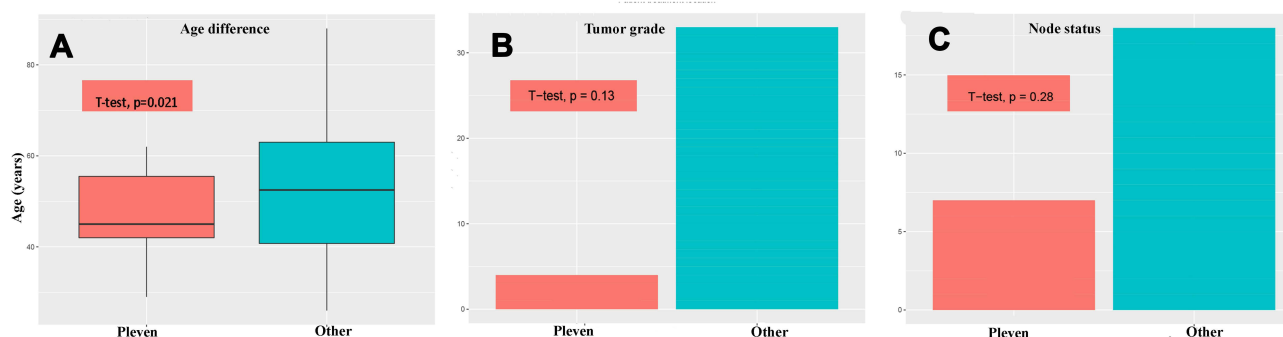 A
Age difference
T-test, p=0.021
Age (years)
80
60
40
Pleven
Other
B
Tumor grade
T-test, p = 0.13
30
20
10
0
Pleven
Other
C
Node status
T-test, p = 0.28
15
10
5
0
Pleven
Other